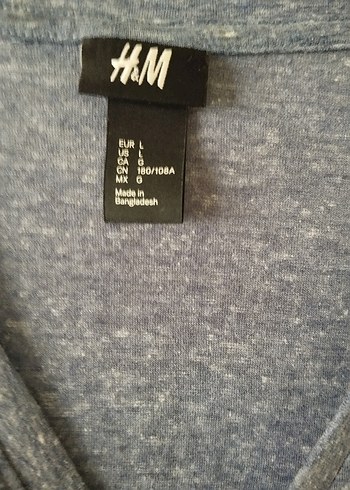 H&M
EUR L
US L
CA G
CN 180/108A
MX G
Made in
Bangladesh